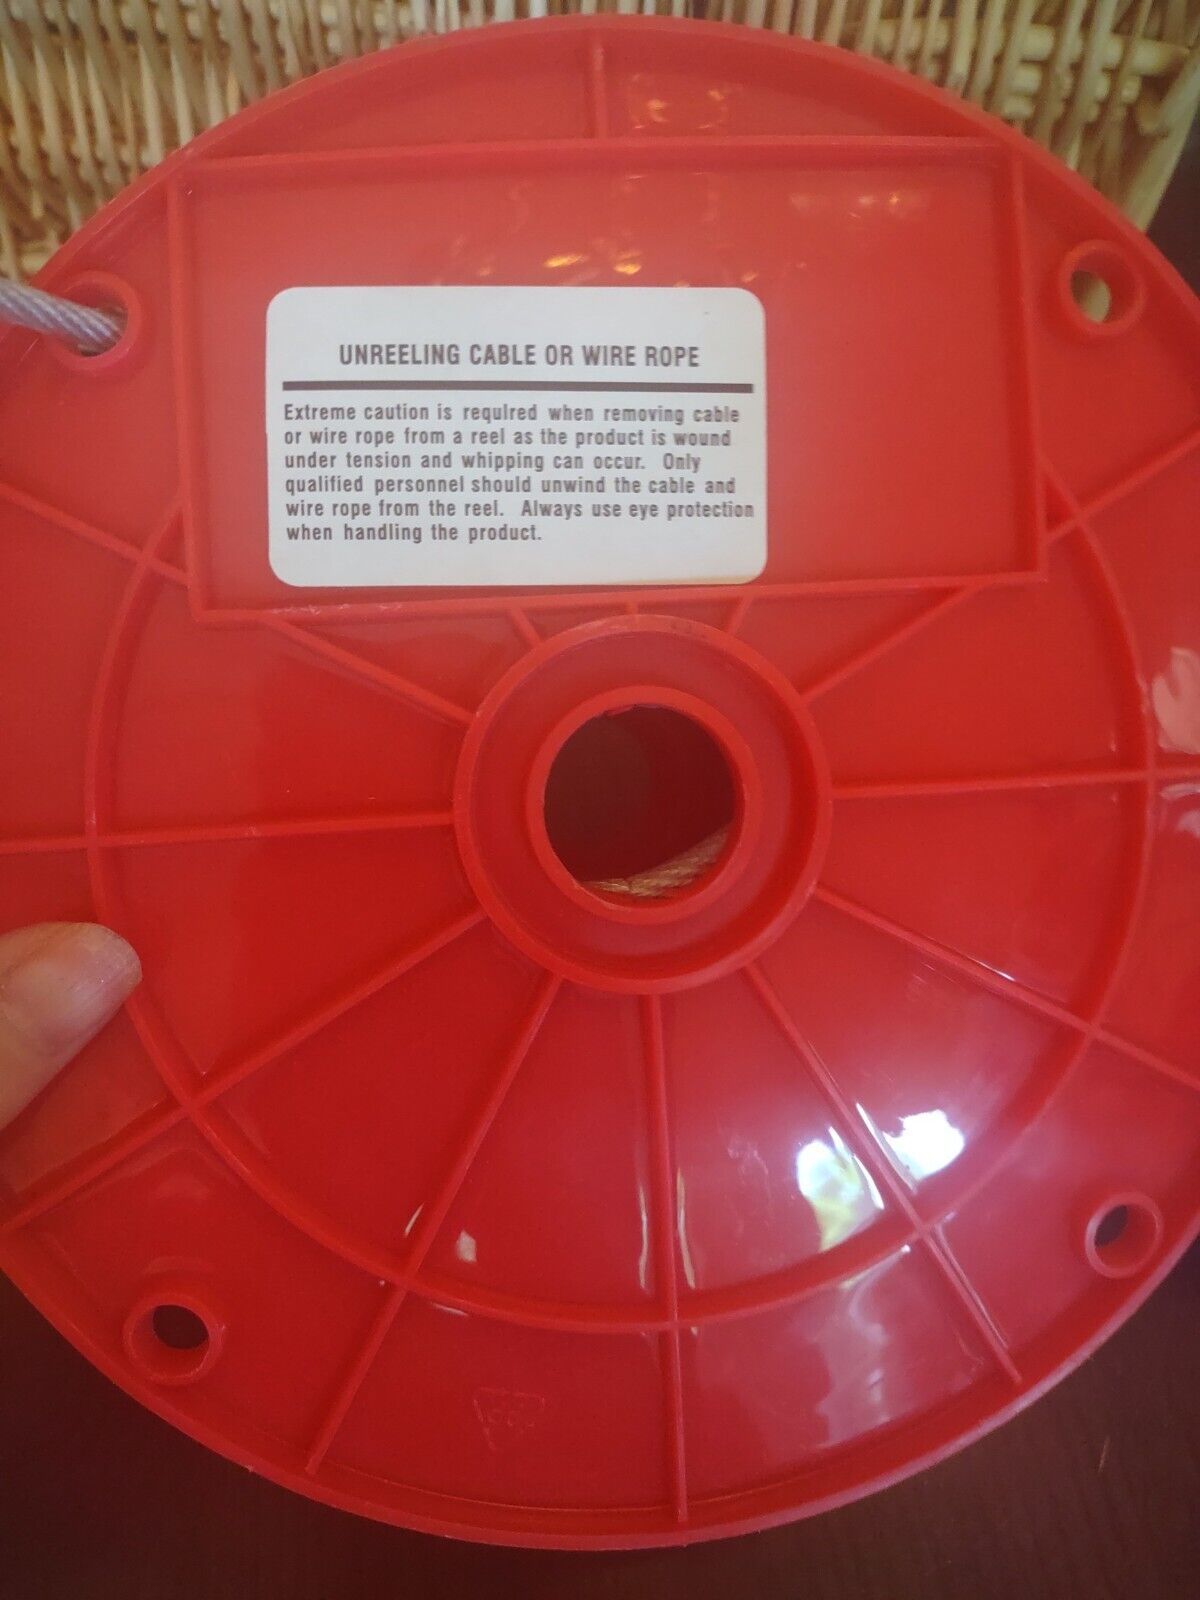 UNREELING CABLE OR WIRE ROPE
Extreme caution is required when removing cable
or wire rope from a reel as the product is wound
under tension and whipping can occur. Only
qualified personnel should unwind the cable and
wire rope from the reel. Always use eye protection
when handling the product.